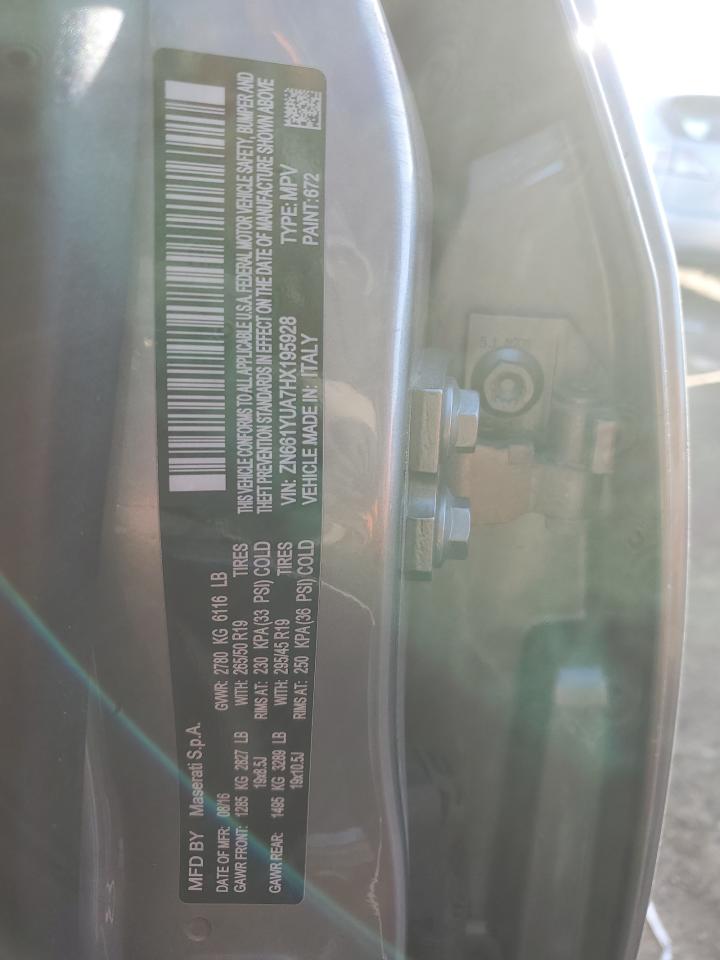 MFD BY Maserati S.p.A.
DATE OF MFR: 08/16 GVWR: 2780 KG 6116 LB
GAWR FRONT: 1285 KG 2827 LB WITH: 265/50 R19 TIRES
19x8.5J RIMS AT: 230 KPA(33 PSI) COLD
GAWR REAR: 1495 KG 3289 LB WITH: 295/45 R19 TIRES
19x10.5J RIMS AT: 250 KPA(36 PSI) COLD
THIS VEHICLE CONFORMS TO ALL APPLICABLE U.S.A. FEDERAL MOTOR VEHICLE SAFETY, BUMPER AND
THEFT PREVENTION STANDARDS IN EFFECT ON THE DATE OF MANUFACTURE SHOWN ABOVE
VIN: ZN661YUA7HX195928 TYPE: MPV
VEHICLE MADE IN: ITALY PAINT: 672